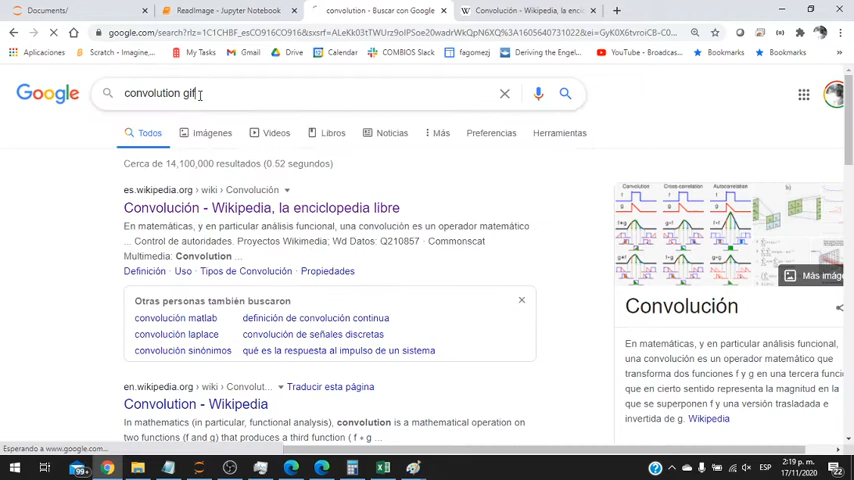 Documents/
ReadImage - Jupyter Notebook
convolution - Buscar con Google
Convolución - Wikipedia, la enci
google.com/search?rlz=1C1CHBF_esCO916CO916&sxsrf=
Aplicaciones
Scratch - Imagine,
GitHub
My Tasks
Gmail
Drive
Calendar
COMBIOS Slack
fagomezj
Deriving the Engel...
YouTube - Broadcas...
Bookmarks
Bookmarks
Google
convolution gif
Todos
Imágenes
Videos
Libros
Noticias
Más
Preferencias
Herramientas
Cerca de 14,100,000 resultados (0.52 segundos)
es.wikipedia.org › wiki › Convolución
Convolución - Wikipedia, la enciclopedia libre
En matemáticas, y en particular análisis funcional, una convolución es un operador matemático
... Control de autoridades. Proyectos Wikimedia; Wd Datos: Q210857 · Commonscat
Multimedia: Convolution ...
Definición · Uso · Tipos de Convolución · Propiedades
Otras personas también buscaron
convolución matlab
definición de convolución continua
convolución laplace
convolución de señales discretas
convolución sinónimos
qué es la respuesta al impulso de un sistema
en.wikipedia.org › wiki › Convolut...
Traducir esta página
Convolution - Wikipedia
In mathematics (in particular, functional analysis), convolution is a mathematical operation on
two functions (f and g) that produces a third function ( f ∗ g ...
Convolution
Cross-correlation
Autocorrelation
Más imáge
Convolución
En matemáticas, y en particular análisis funcional,
una convolución es un operador matemático que
transforma dos funciones f y g en una tercera funci
que en cierto sentido representa la magnitud en la
que se superponen f y una versión trasladada e
invertida de g. Wikipedia
Esperando a www.google.com...
99+
ESP
2:19 p. m.
17/11/2020
22